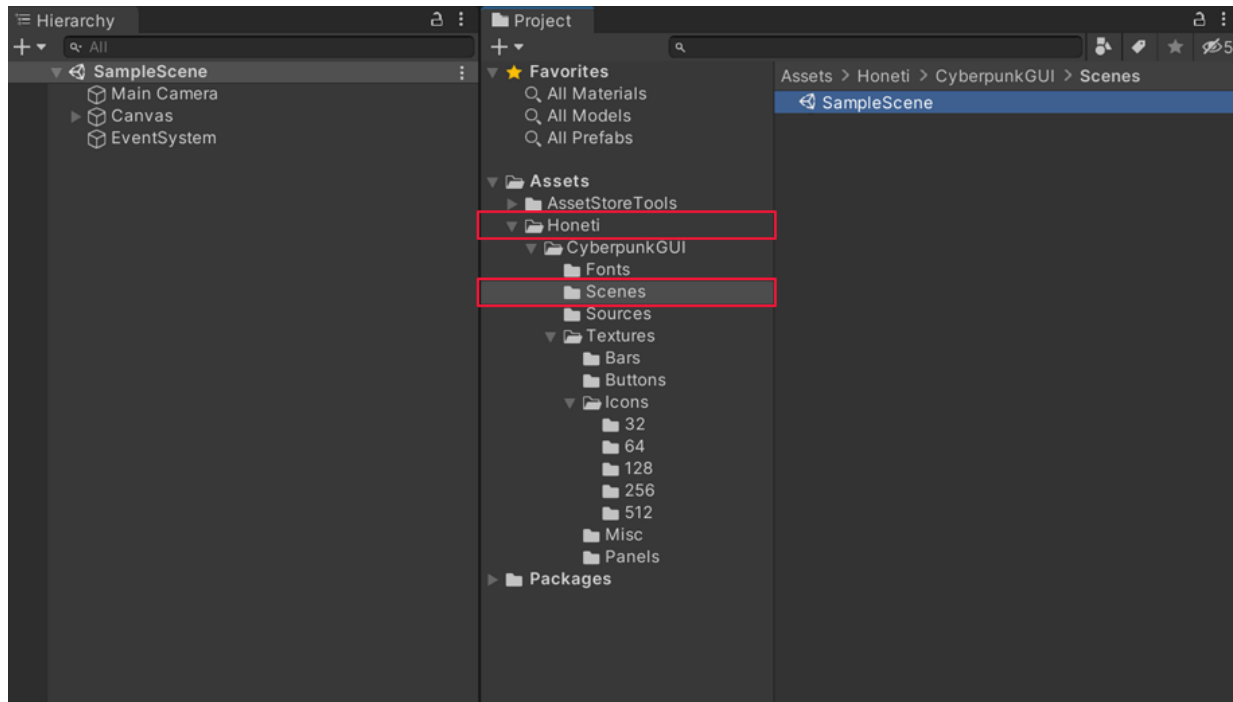 Hierarchy
All
SampleScene
Main Camera
Canvas
EventSystem
Project
5
Favorites
All Materials
All Models
All Prefabs
Assets
AssetStoreTools
Honeti
CyberpunkGUI
Fonts
Scenes
Sources
Textures
Bars
Buttons
Icons
32
64
128
256
512
Misc
Panels
Packages
Assets > Honeti > CyberpunkGUI > Scenes
SampleScene